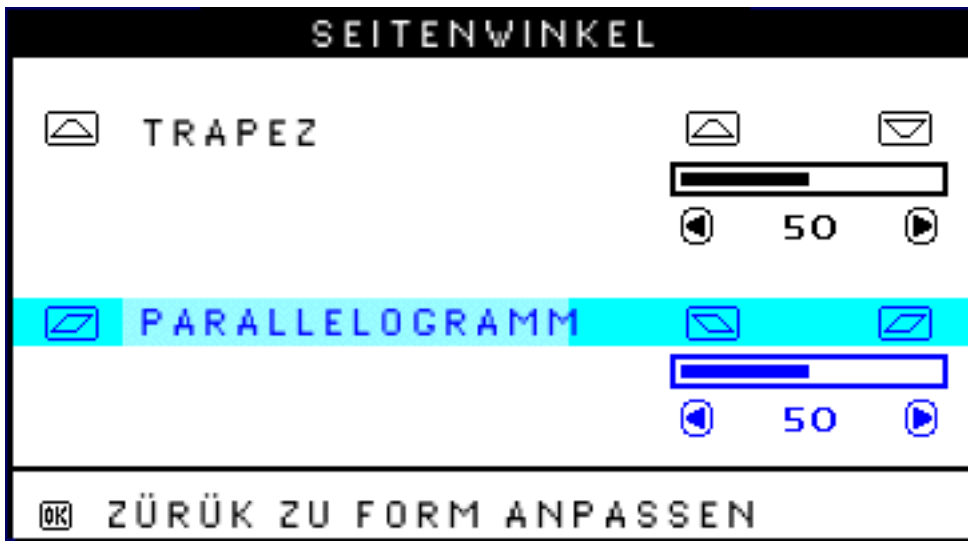 SEITENWINKEL
TRAPEZ
50
PARALLELOGRAMM
50
OK ZÜRÜK ZU FORM ANPASSEN